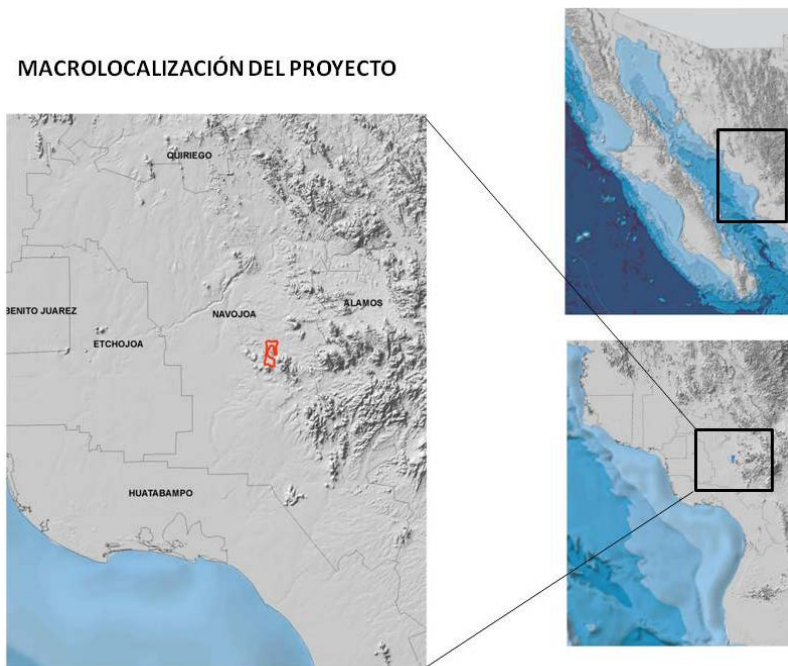 MACROLOCALIZACIÓN DEL PROYECTO
QUIRIEGO
BENITO JUAREZ
NAVOJOA
ALAMOS
ETCHOJOA
HUATABAMPO